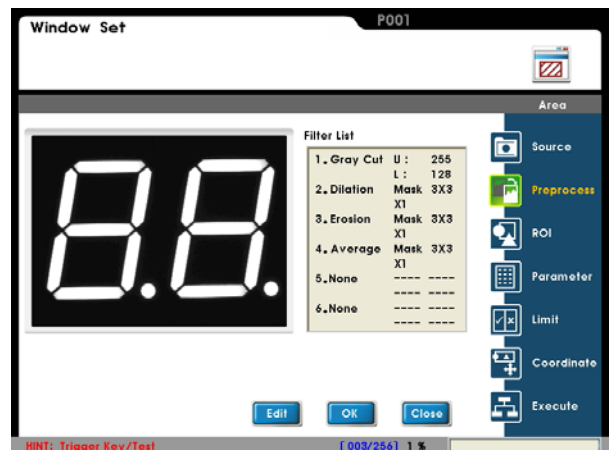 Window Set
P001
Area
Filter List
1. Gray Cut U : 255
L : 128
2. Dilation Mask 3X3
X1
3. Erosion Mask 3X3
X1
4. Average Mask 3X3
X1
5. None ---- ----
---- ----
6. None ---- ----
---- ----
8.8.
Source
Preprocess
ROI
Parameter
Limit
Coordinate
Execute
Edit
OK
Close
HINT: Trigger Key/Test
[003/256] 1 %